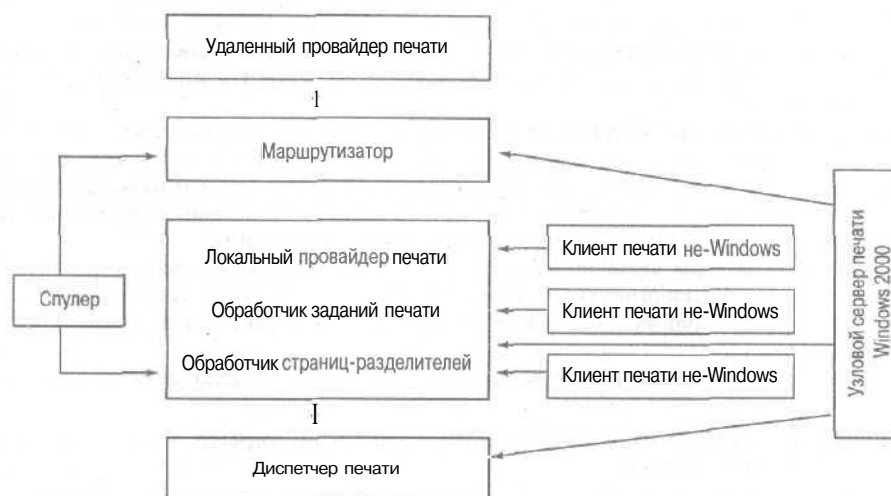 Удаленный провайдер печати
Маршрутизатор
Локальный провайдер печати
Обработчик заданий печати
Обработчик страниц-разделителей
Спулер
Клиент печати не-Windows
Клиент печати не-Windows
Клиент печати не-Windows
Узловой сервер печати
Windows 2000
Диспетчер печати